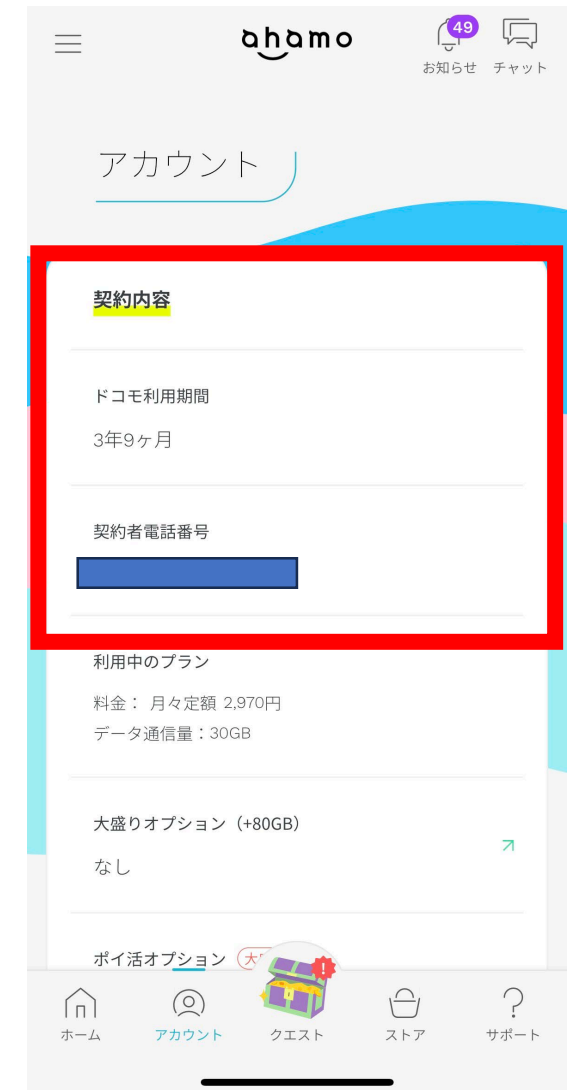 ahamo
49
お知らせ
チャット
アカウント
契約内容
ドコモ利用期間
3年9ヶ月
契約者電話番号
利用中のプラン
料金： 月々定額 2,970円
データ通信量：30GB
大盛りオプション（+80GB）
なし
ポイ活オプション
ホーム
アカウント
クエスト
ストア
サポート